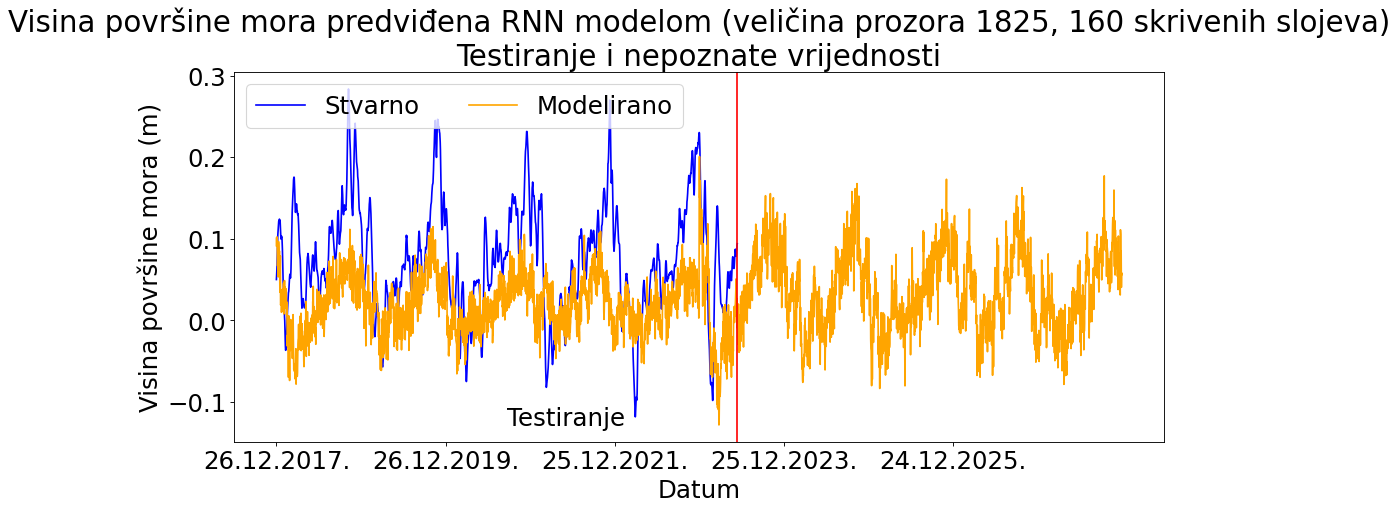 Visina površine mora predviđena RNN modelom (veličina prozora 1825, 160 skrivenih slojeva)
Testiranje i nepoznate vrijednosti
Stvarno
Modelirano
Visina površine mora (m)
0.3
0.2
0.1
0.0
−0.1
Testiranje
26.12.2017.
26.12.2019.
25.12.2021.
25.12.2023.
24.12.2025.
Datum